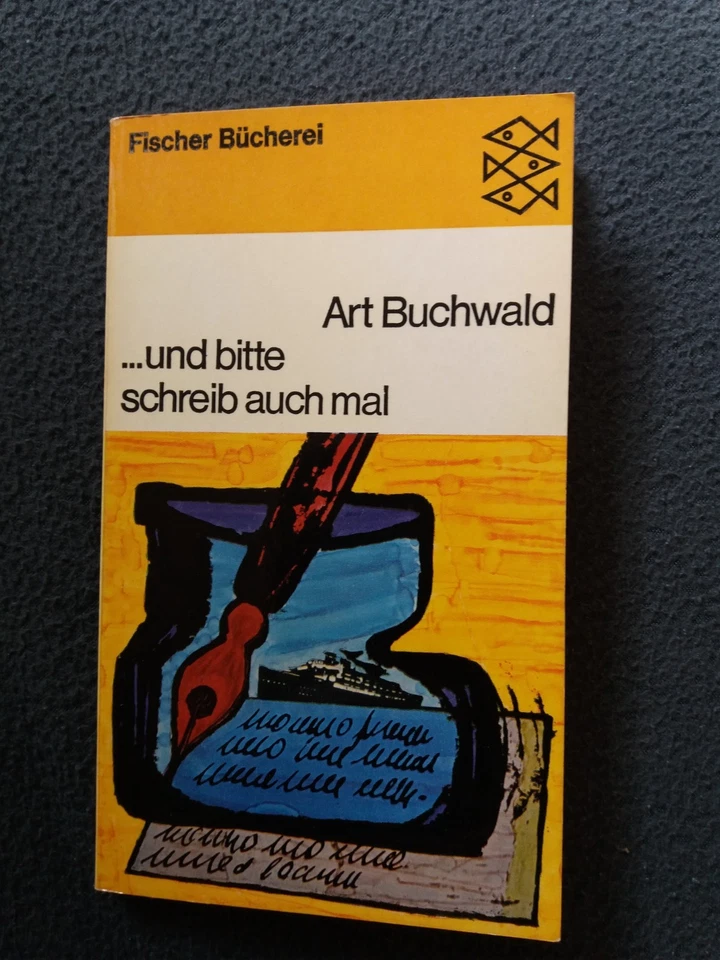 Fischer Bücherei
Art Buchwald
...und bitte
schreib auch mal